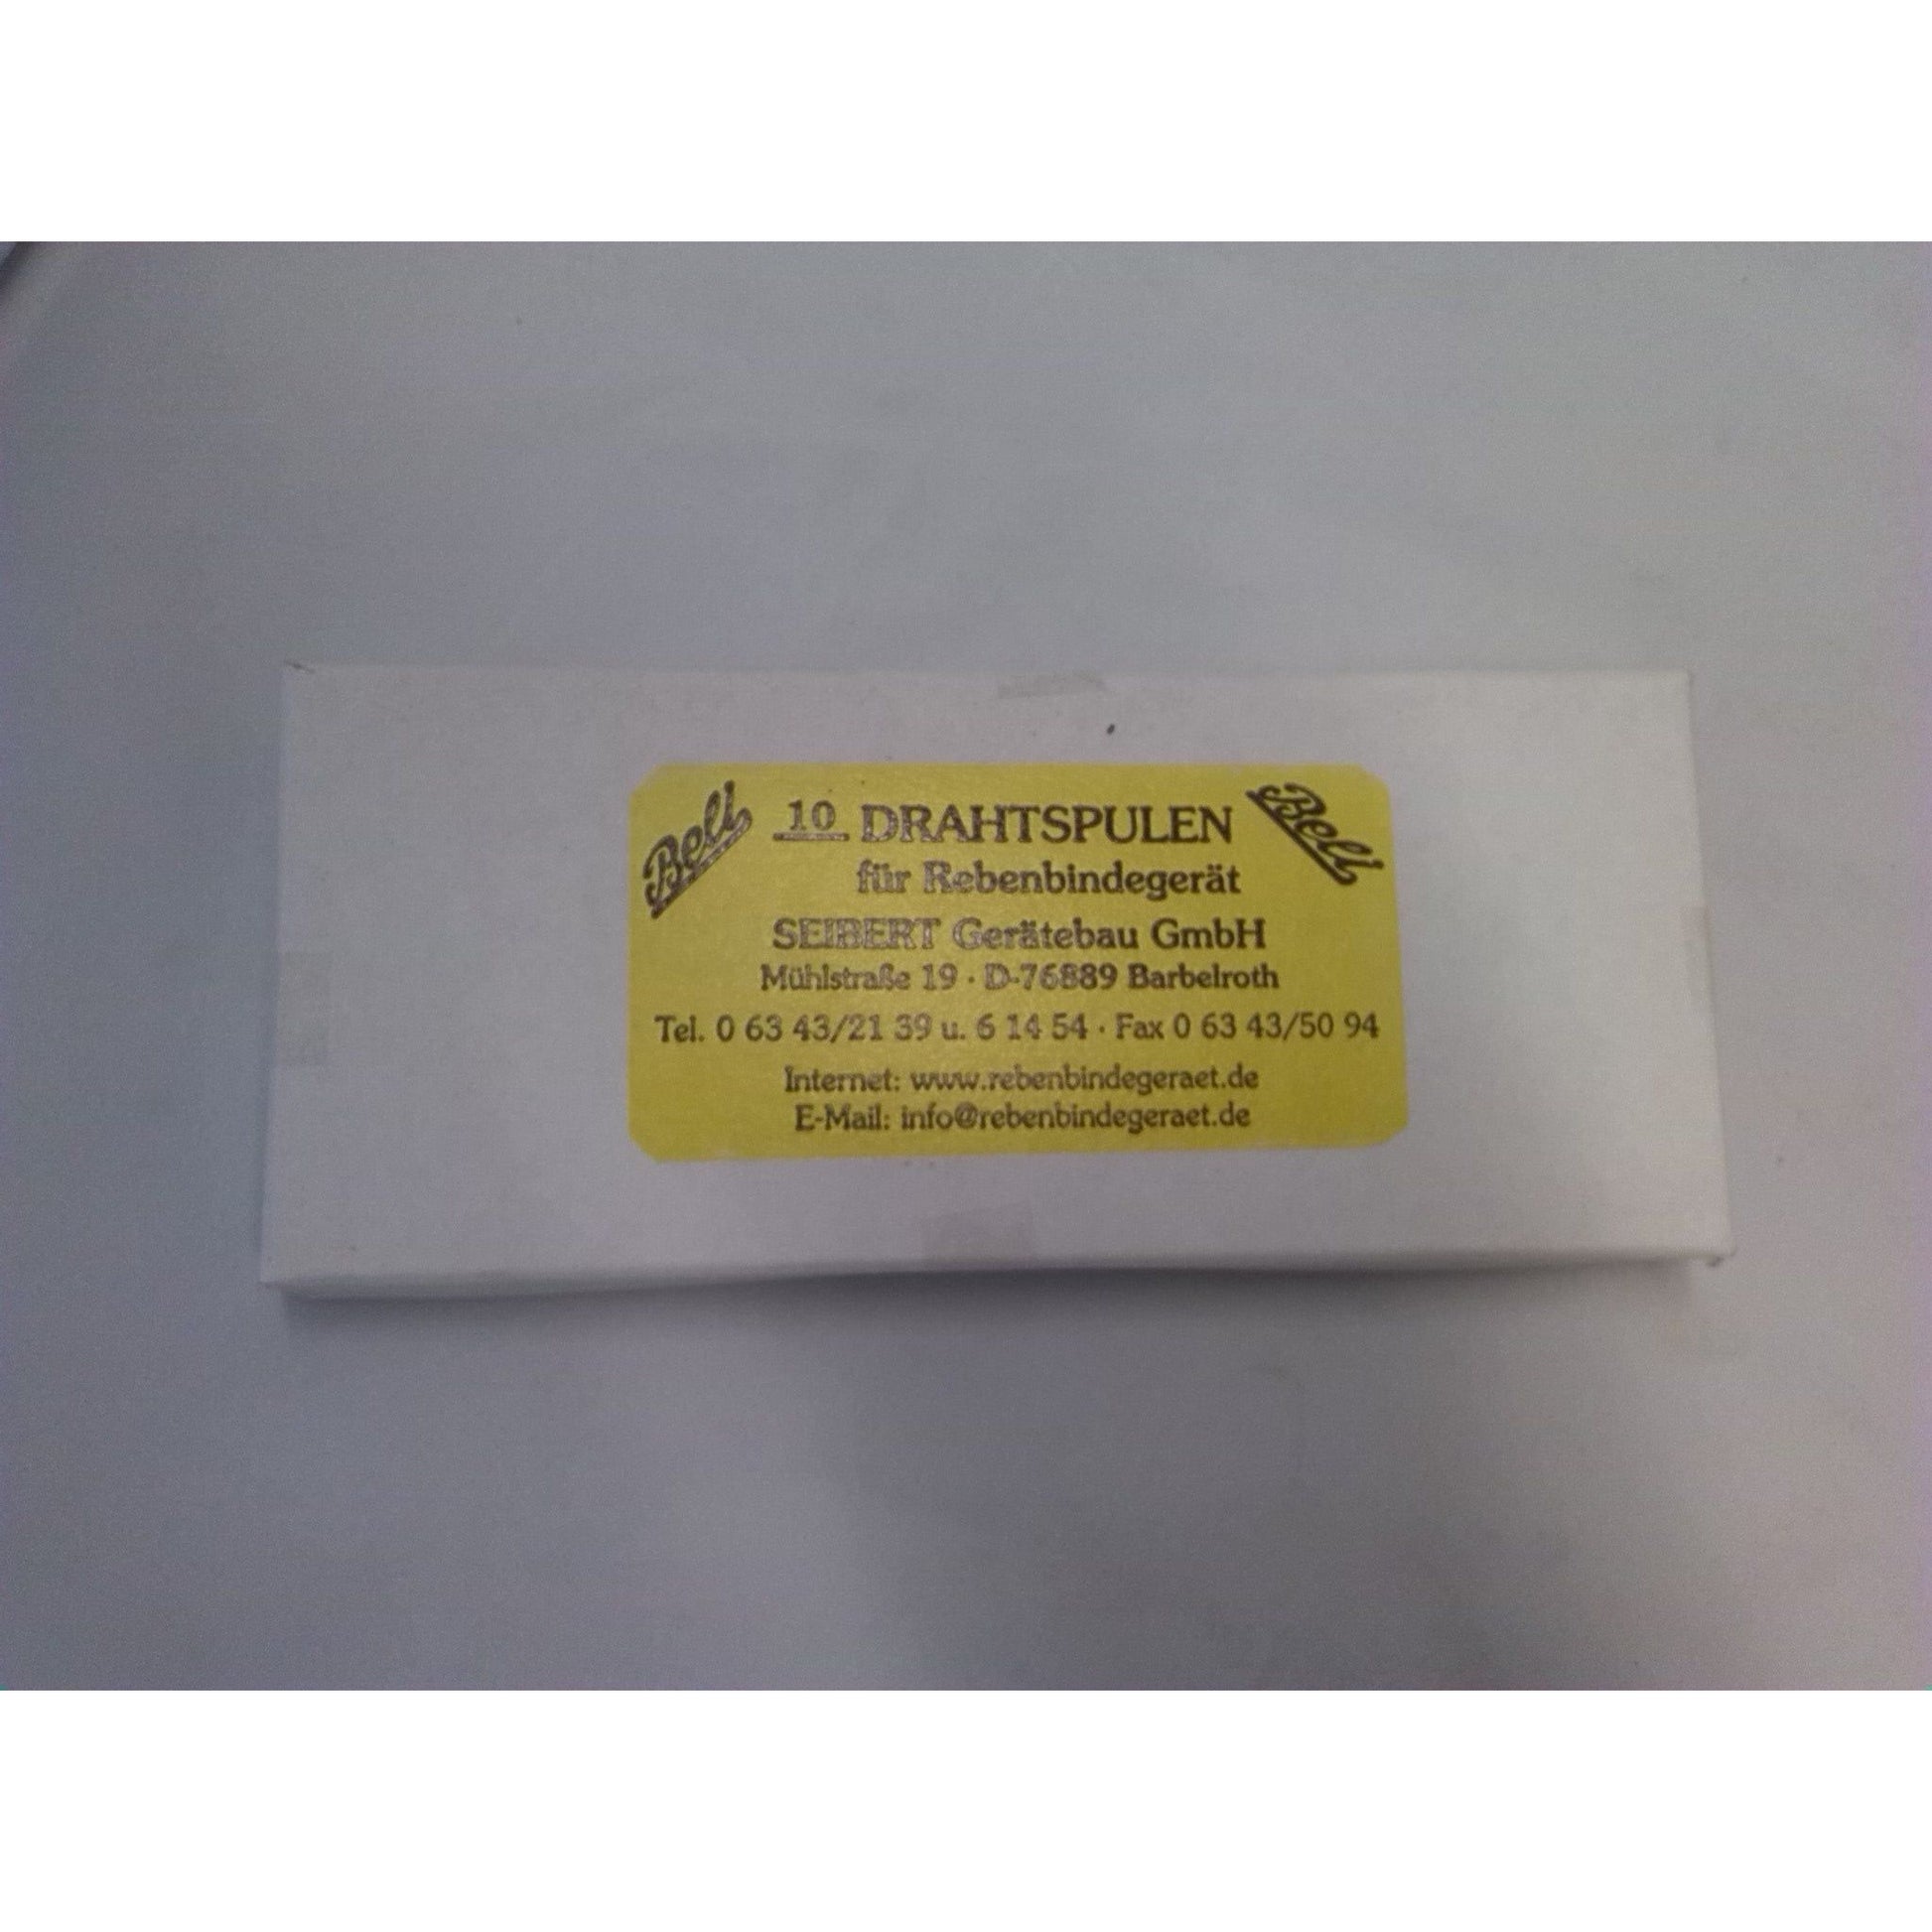 Beli 10 DRAHTSPULEN Beli
für Rebenbindegerät
SEIBERT Gerätebau GmbH
Mühlstraße 19 · D-76889 Barbelroth
Tel. 0 63 43/21 39 u. 6 14 54 · Fax 0 63 43/50 94
Internet: www.rebenbindegeraet.de
E-Mail: info@rebenbindegeraet.de